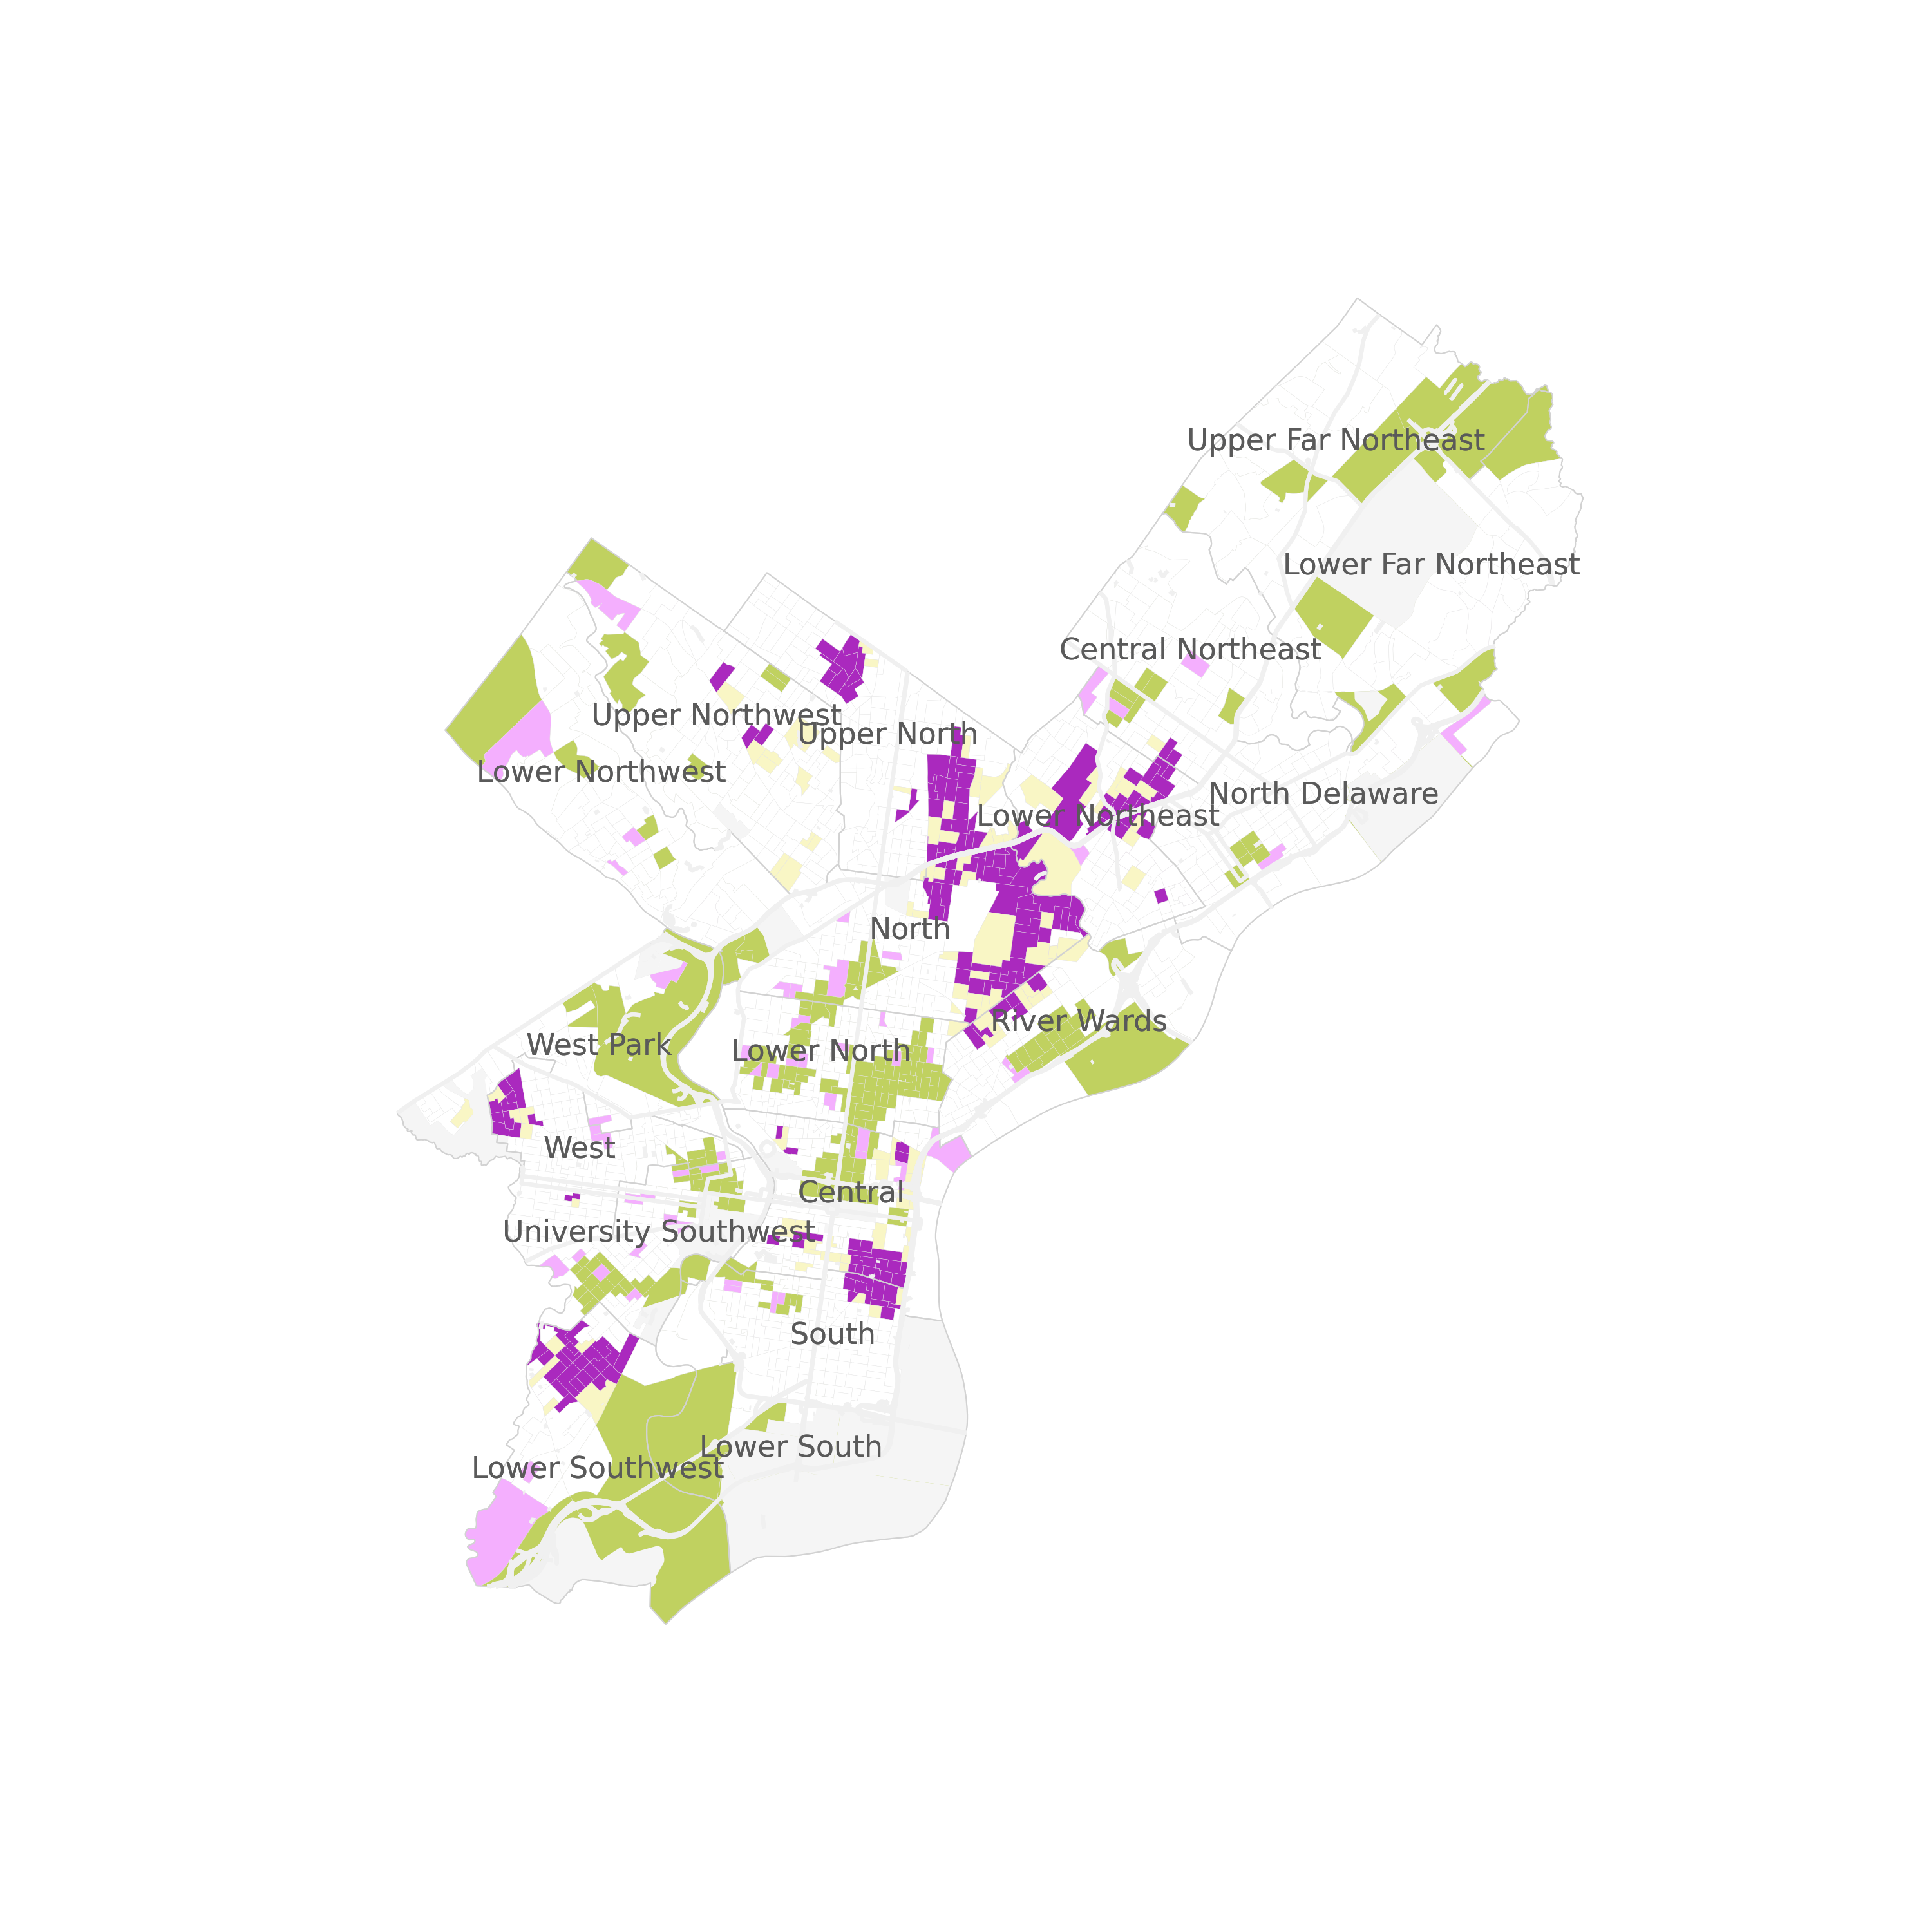 Upper Far Northeast
Lower Far Northeast
Central Northeast
Upper Northwest
Upper North
Lower Northwest
North Delaware
Lower Northeast
North
River Wards
West Park
Lower North
West
Central
University Southwest
South
Lower South
Lower Southwest